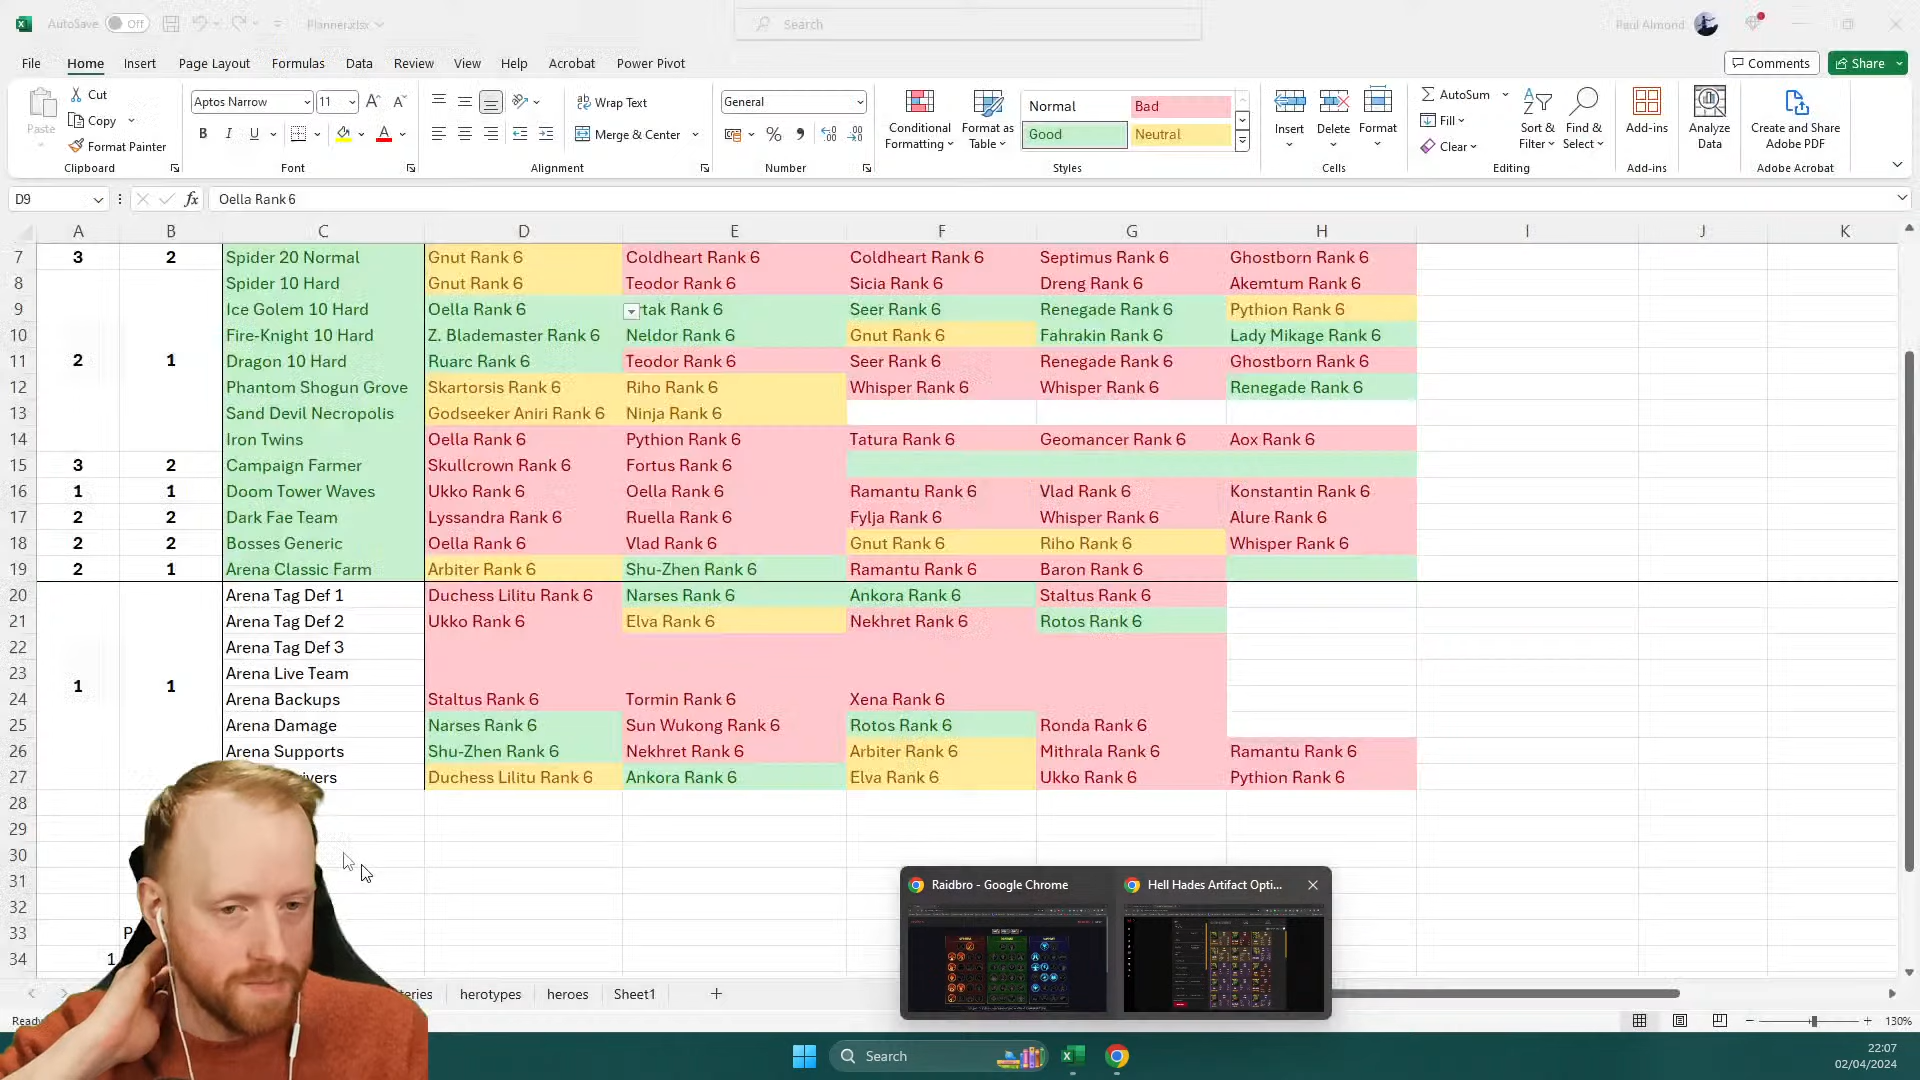 AutoSave Off Planner.xlsx Search Paul Almond
File Home Insert Page Layout Formulas Data Review View Help Acrobat Power Pivot Comments Share
Paste Cut Copy Format Painter Clipboard
Aptos Narrow 11 B I U A Font
Wrap Text Merge & Center Alignment
General % Number
Conditional Formatting Format as Table Normal Bad Good Neutral Styles
Insert Delete Format Cells
AutoSum Fill Clear Sort & Filter Find & Select Editing
Add-ins Add-ins
Analyze Data
Create and Share Adobe PDF Adobe Acrobat
D9 fx Oella Rank 6
A B C D E F G H I J K
7 3 2 Spider 20 Normal Gnut Rank 6 Coldheart Rank 6 Coldheart Rank 6 Septimus Rank 6 Ghostborn Rank 6
8 Spider 10 Hard Gnut Rank 6 Teodor Rank 6 Sicia Rank 6 Dreng Rank 6 Akemtum Rank 6
9 Ice Golem 10 Hard Oella Rank 6 tak Rank 6 Seer Rank 6 Renegade Rank 6 Pythion Rank 6
10 Fire-Knight 10 Hard Z. Blademaster Rank 6 Neldor Rank 6 Gnut Rank 6 Fahrakin Rank 6 Lady Mikage Rank 6
11 2 1 Dragon 10 Hard Ruarc Rank 6 Teodor Rank 6 Seer Rank 6 Renegade Rank 6 Ghostborn Rank 6
12 Phantom Shogun Grove Skartorsis Rank 6 Riho Rank 6 Whisper Rank 6 Whisper Rank 6 Renegade Rank 6
13 Sand Devil Necropolis Godseeker Aniri Rank 6 Ninja Rank 6
14 Iron Twins Oella Rank 6 Pythion Rank 6 Tatura Rank 6 Geomancer Rank 6 Aox Rank 6
15 3 2 Campaign Farmer Skullcrown Rank 6 Fortus Rank 6
16 1 1 Doom Tower Waves Ukko Rank 6 Oella Rank 6 Ramantu Rank 6 Vlad Rank 6 Konstantin Rank 6
17 2 2 Dark Fae Team Lyssandra Rank 6 Ruella Rank 6 Fylja Rank 6 Whisper Rank 6 Alure Rank 6
18 2 2 Bosses Generic Oella Rank 6 Vlad Rank 6 Gnut Rank 6 Riho Rank 6 Whisper Rank 6
19 2 1 Arena Classic Farm Arbiter Rank 6 Shu-Zhen Rank 6 Ramantu Rank 6 Baron Rank 6
20 Arena Tag Def 1 Duchess Lilitu Rank 6 Narses Rank 6 Ankora Rank 6 Staltus Rank 6
21 Arena Tag Def 2 Ukko Rank 6 Elva Rank 6 Nekhret Rank 6 Rotos Rank 6
22 Arena Tag Def 3
23 1 1 Arena Live Team
24 Arena Backups Staltus Rank 6 Tormin Rank 6 Xena Rank 6
25 Arena Damage Narses Rank 6 Sun Wukong Rank 6 Rotos Rank 6 Ronda Rank 6
26 Arena Supports Shu-Zhen Rank 6 Nekhret Rank 6 Arbiter Rank 6 Mithrala Rank 6 Ramantu Rank 6
27 vers Duchess Lilitu Rank 6 Ankora Rank 6 Elva Rank 6 Ukko Rank 6 Pythion Rank 6
28
29
30
31
32
33 P
34 1
Raidbro - Google Chrome Hell Hades Artifact Opti...
eries herotypes heroes Sheet1
Ready 130%
Search
22:07
02/04/2024